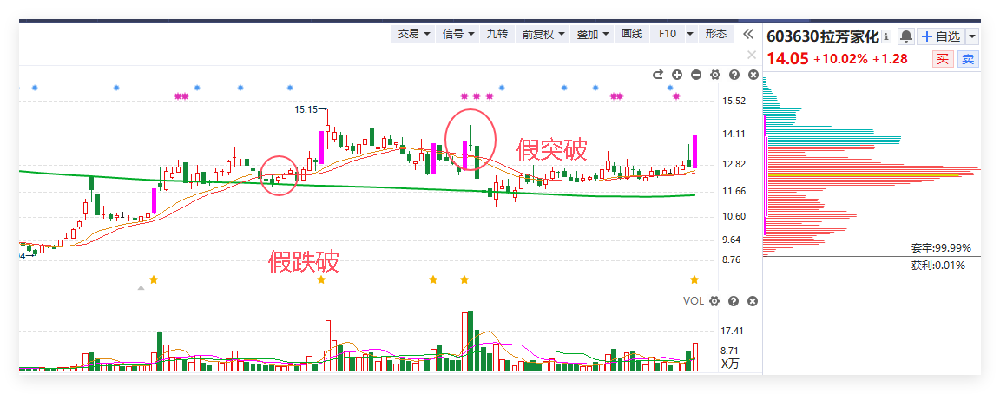 交易 信号 九转 前复权 叠加 画线 F10 形态
603630拉芳家化 自选
14.05 +10.02% +1.28 买 卖
15.52
15.15
14.11
假突破
12.82
11.66
10.60
9.64
4
套牢:99.99%
假跌破
8.76
获利:0.01%
VOL
17.41
8.71
X万